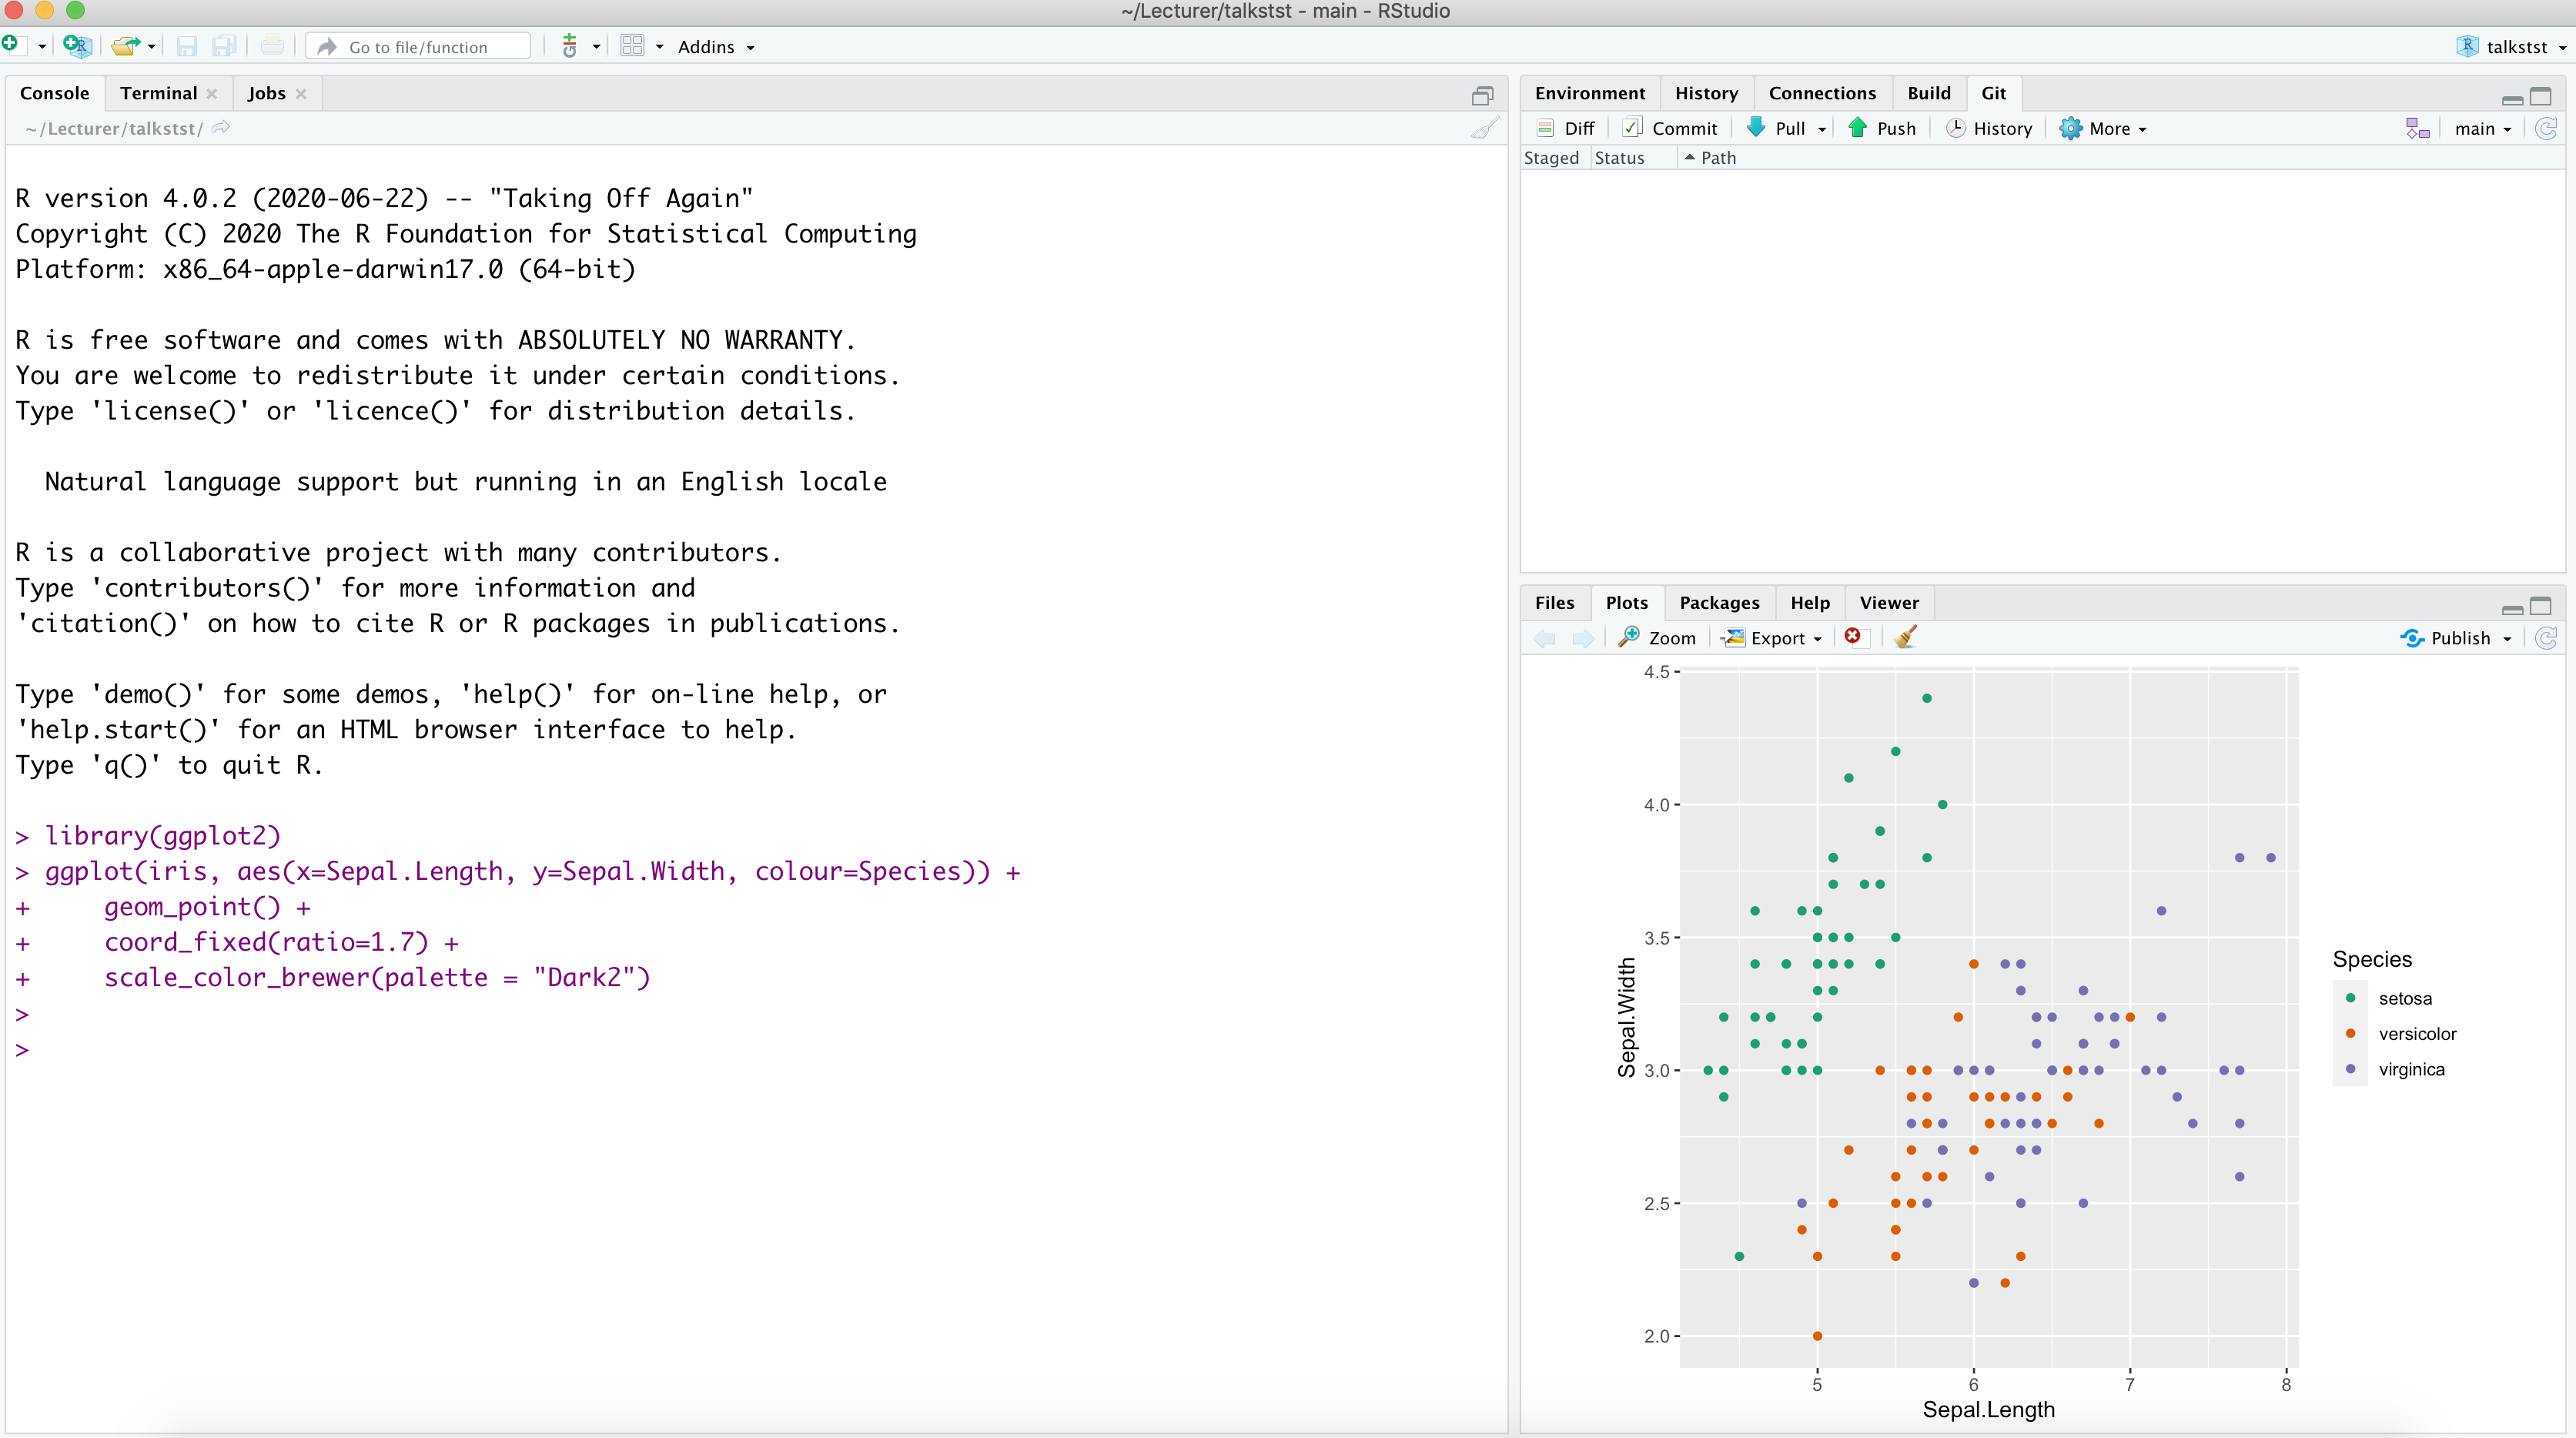 ~/Lecturer/talkstst - main - RStudio
Go to file/function
Addins
talkstst
Console Terminal Jobs
~/Lecturer/talkstst/
R version 4.0.2 (2020-06-22) -- "Taking Off Again"
Copyright (C) 2020 The R Foundation for Statistical Computing
Platform: x86_64-apple-darwin17.0 (64-bit)
R is free software and comes with ABSOLUTELY NO WARRANTY.
You are welcome to redistribute it under certain conditions.
Type 'license()' or 'licence()' for distribution details.
Natural language support but running in an English locale
R is a collaborative project with many contributors.
Type 'contributors()' for more information and
'citation()' on how to cite R or R packages in publications.
Type 'demo()' for some demos, 'help()' for on-line help, or
'help.start()' for an HTML browser interface to help.
Type 'q()' to quit R.
> library(ggplot2)
> ggplot(iris, aes(x=Sepal.Length, y=Sepal.Width, colour=Species)) +
+     geom_point() +
+     coord_fixed(ratio=1.7) +
+     scale_color_brewer(palette = "Dark2")
>
>
Environment History Connections Build Git
Diff Commit Pull Push History More main
Staged Status Path
Files Plots Packages Help Viewer
Zoom Export Publish
4.5
4.0
3.5
3.0
2.5
2.0
Sepal.Width
5 6 7 8
Sepal.Length
Species
setosa
versicolor
virginica